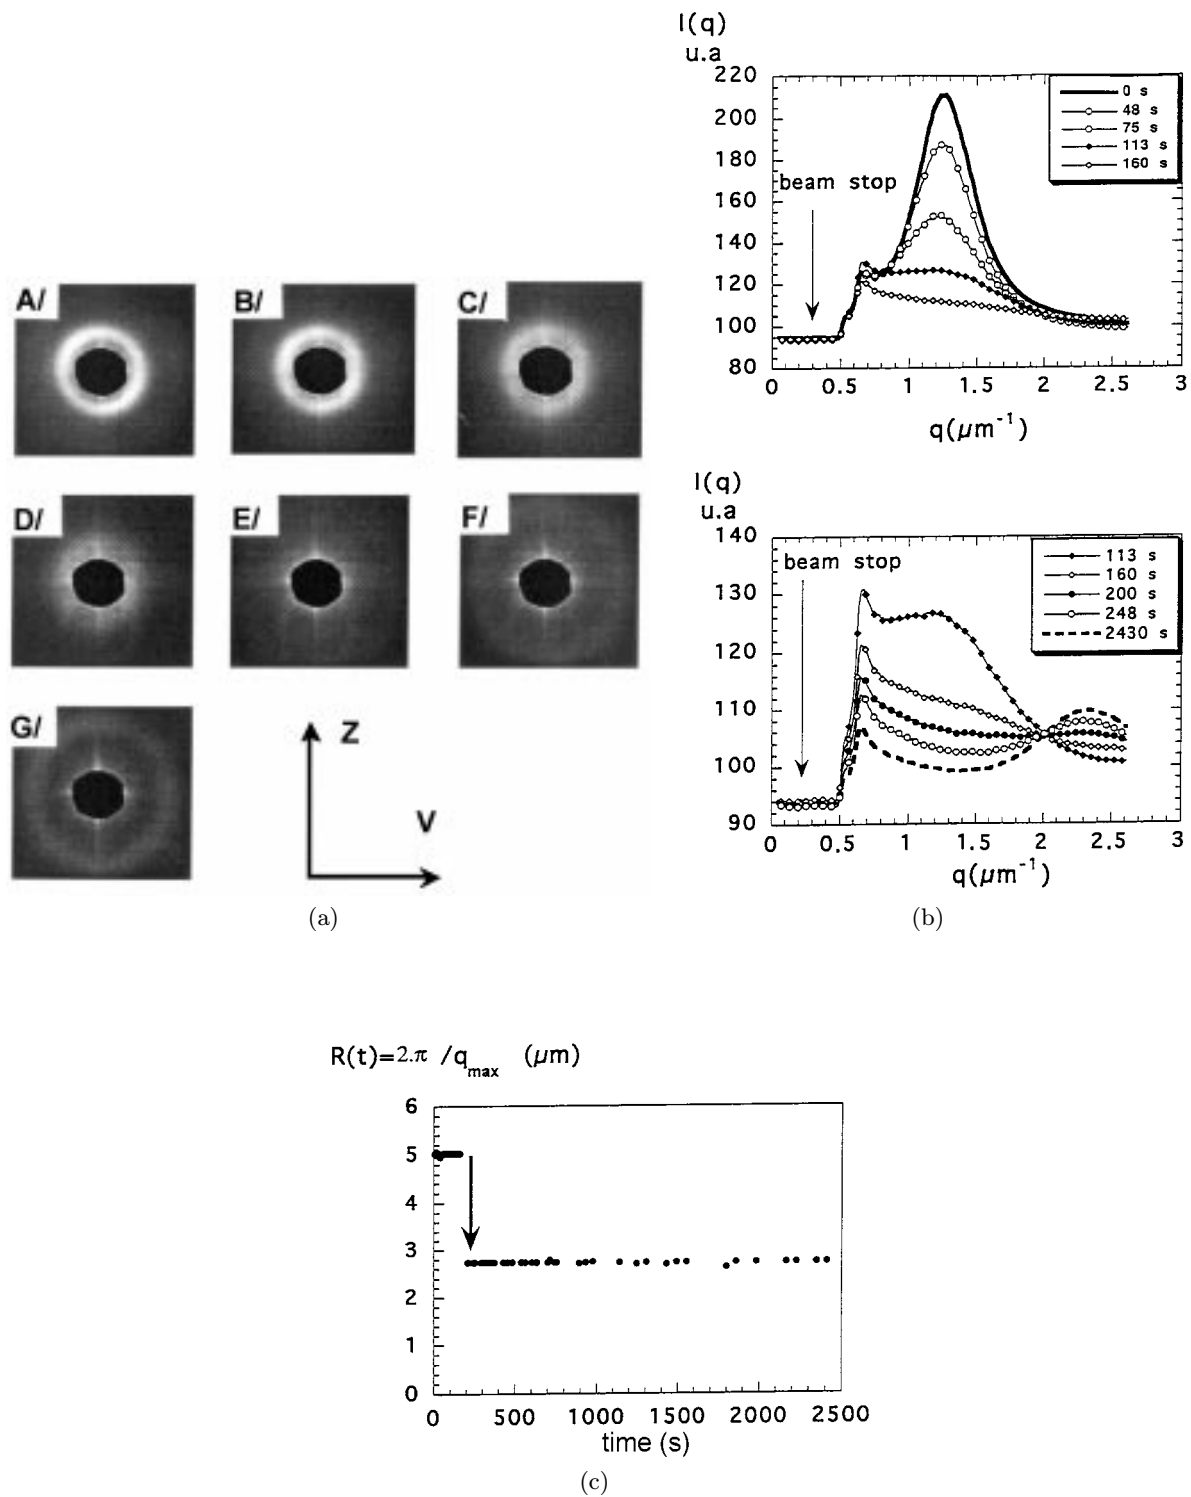 A/
B/
C/
D/
E/
F/
G/
Z
V
(a)
I(q)
u.a
220
200
180
160
140
120
100
80
beam stop
0 s
48 s
75 s
113 s
160 s
0
0.5
1
1.5
2
2.5
3
q(µm⁻¹)
I(q)
u.a
140
130
120
110
100
90
beam stop
113 s
160 s
200 s
248 s
2430 s
0
0.5
1
1.5
2
2.5
3
q(µm⁻¹)
(b)
R(t)=2.π /q_max (µm)
6
5
4
3
2
1
0
0
500
1000
1500
2000
2500
time (s)
(c)